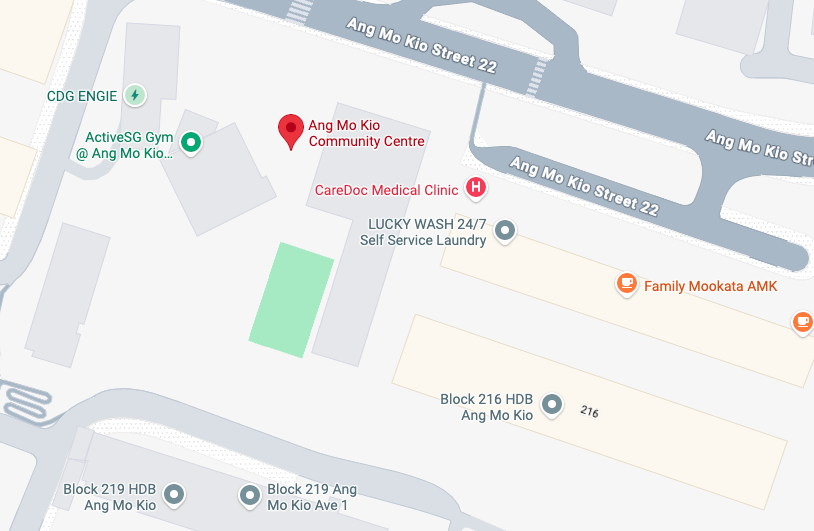 Ang Mo Kio Street 22
CDG ENGIE
ActiveSG Gym
@ Ang Mo Kio...
Ang Mo Kio
Community Centre
Ang Mo Kio Str
CareDoc Medical Clinic
H
Ang Mo Kio Street 22
LUCKY WASH 24/7
Self Service Laundry
Family Mookata AMK
Block 216 HDB
Ang Mo Kio
216
Block 219 HDB
Ang Mo Kio
Block 219 Ang
Mo Kio Ave 1